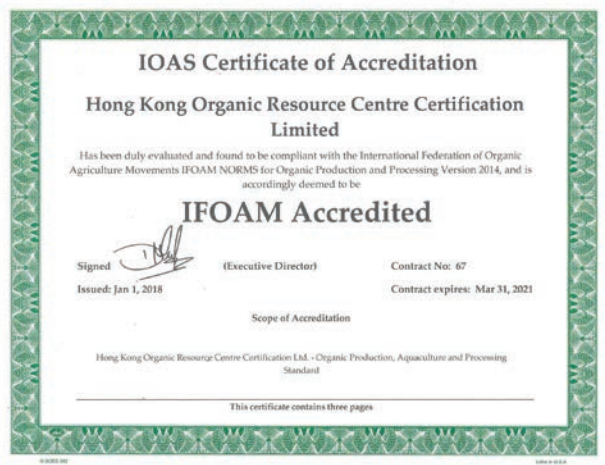 IOAS Certificate of Accreditation
Hong Kong Organic Resource Centre Certification
Limited
Has been duly evaluated and found to be compliant with the International Federation of Organic
Agriculture Movements IFOAM NORMS for Organic Production and Processing Version 2014, and is
accordingly deemed to be
IFOAM Accredited
Signed (Executive Director) Contract No: 67
Issued: Jan 1, 2018 Contract expires: Mar 31, 2021
Scope of Accreditation
Hong Kong Organic Resource Centre Certification Ltd. - Organic Production, Aquaculture and Processing
Standard
This certificate contains three pages